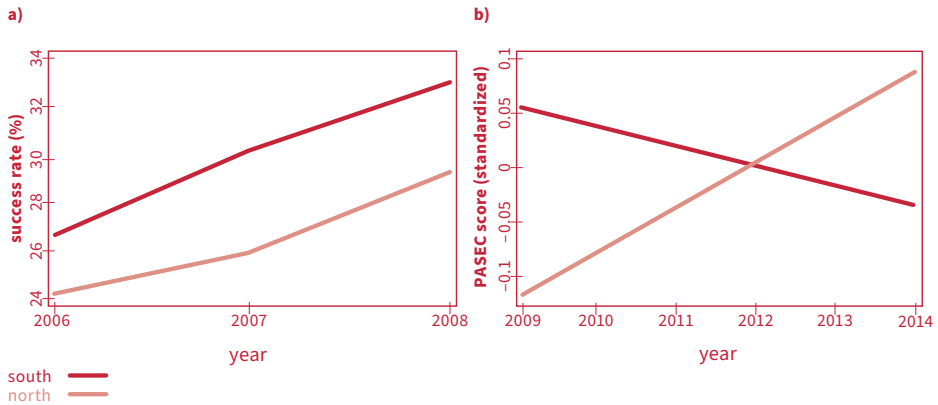 a)
success rate (%)
34
32
30
28
26
24
2006 2007 2008
year
b)
PASEC score (standardized)
0.1
0.05
0
−0.05
−0.1
2009 2010 2011 2012 2013 2014
year
south
north